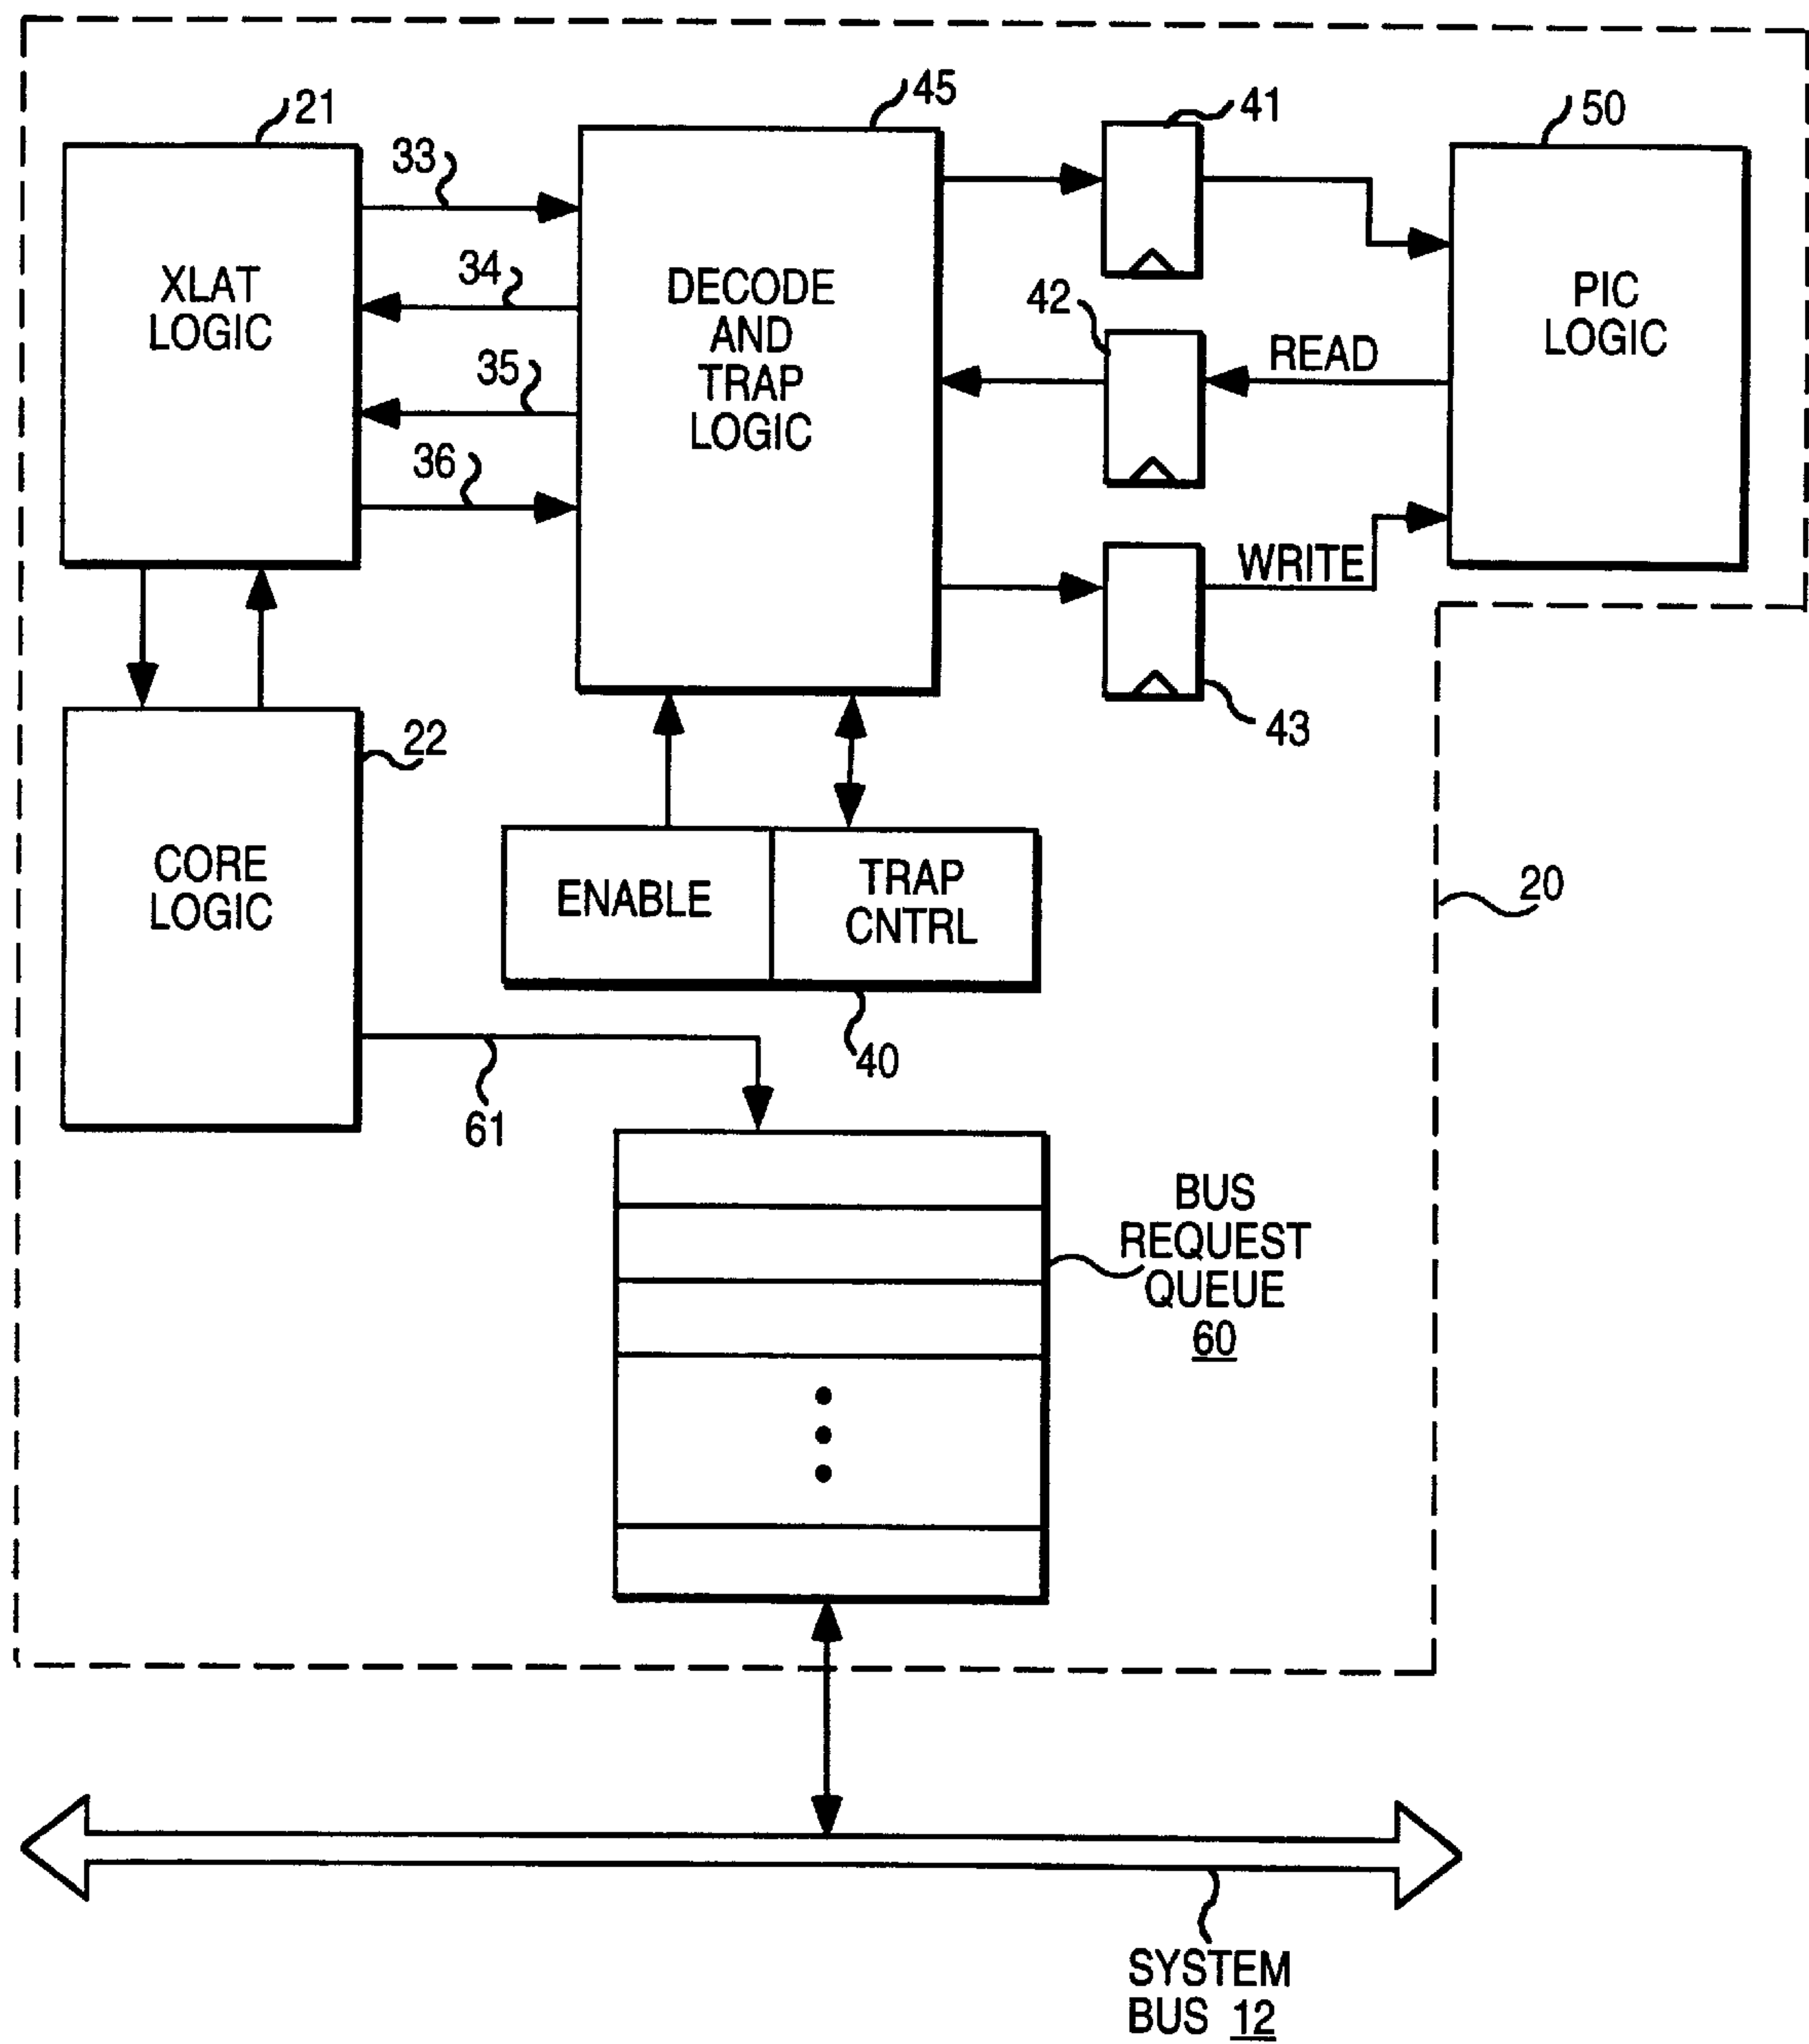 21
45
41
50
33
XLAT
LOGIC
34
35
36
DECODE
AND
TRAP
LOGIC
42
READ
PIC
LOGIC
WRITE
43
22
CORE
LOGIC
ENABLE
TRAP
CNTRL
20
40
61
BUS
REQUEST
QUEUE
60
SYSTEM
BUS 12